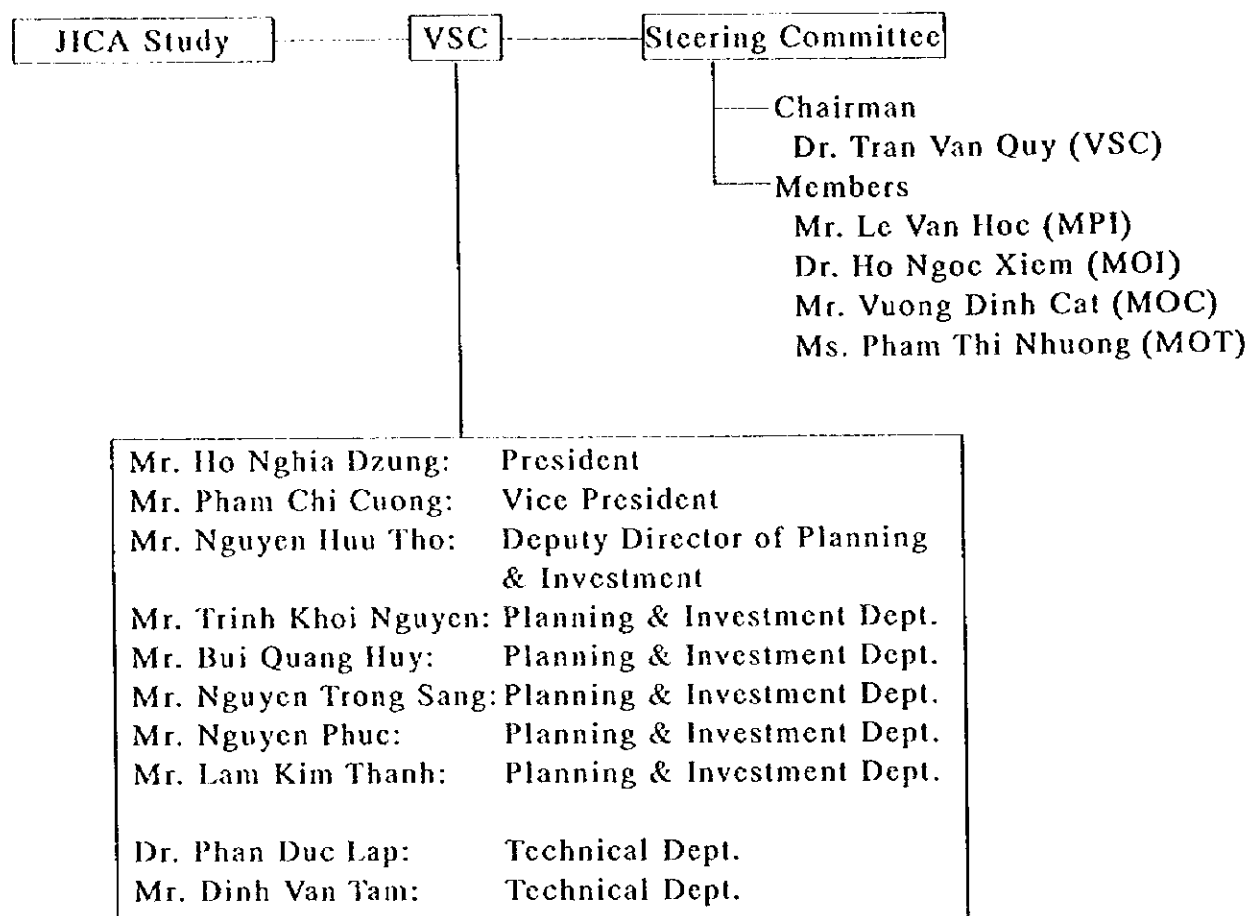 JICA Study VSC Steering Committee
Chairman
Dr. Tran Van Quy (VSC)
Members
Mr. Le Van Hoc (MPI)
Dr. Ho Ngoc Xiem (MOI)
Mr. Vuong Dinh Cat (MOC)
Ms. Pham Thi Nhuong (MOT)
Mr. Ho Nghia Dzung: President
Mr. Pham Chi Cuong: Vice President
Mr. Nguyen Huu Tho: Deputy Director of Planning
& Investment
Mr. Trinh Khoi Nguyen: Planning & Investment Dept.
Mr. Bui Quang Huy: Planning & Investment Dept.
Mr. Nguyen Trong Sang: Planning & Investment Dept.
Mr. Nguyen Phuc: Planning & Investment Dept.
Mr. Lam Kim Thanh: Planning & Investment Dept.
Dr. Phan Duc Lap: Technical Dept.
Mr. Dinh Van Tam: Technical Dept.